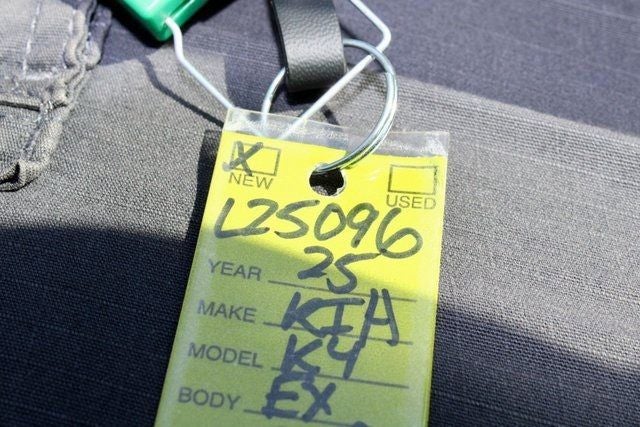 X NEW USED
L25096
YEAR 25
MAKE KIA
MODEL K4
BODY EX